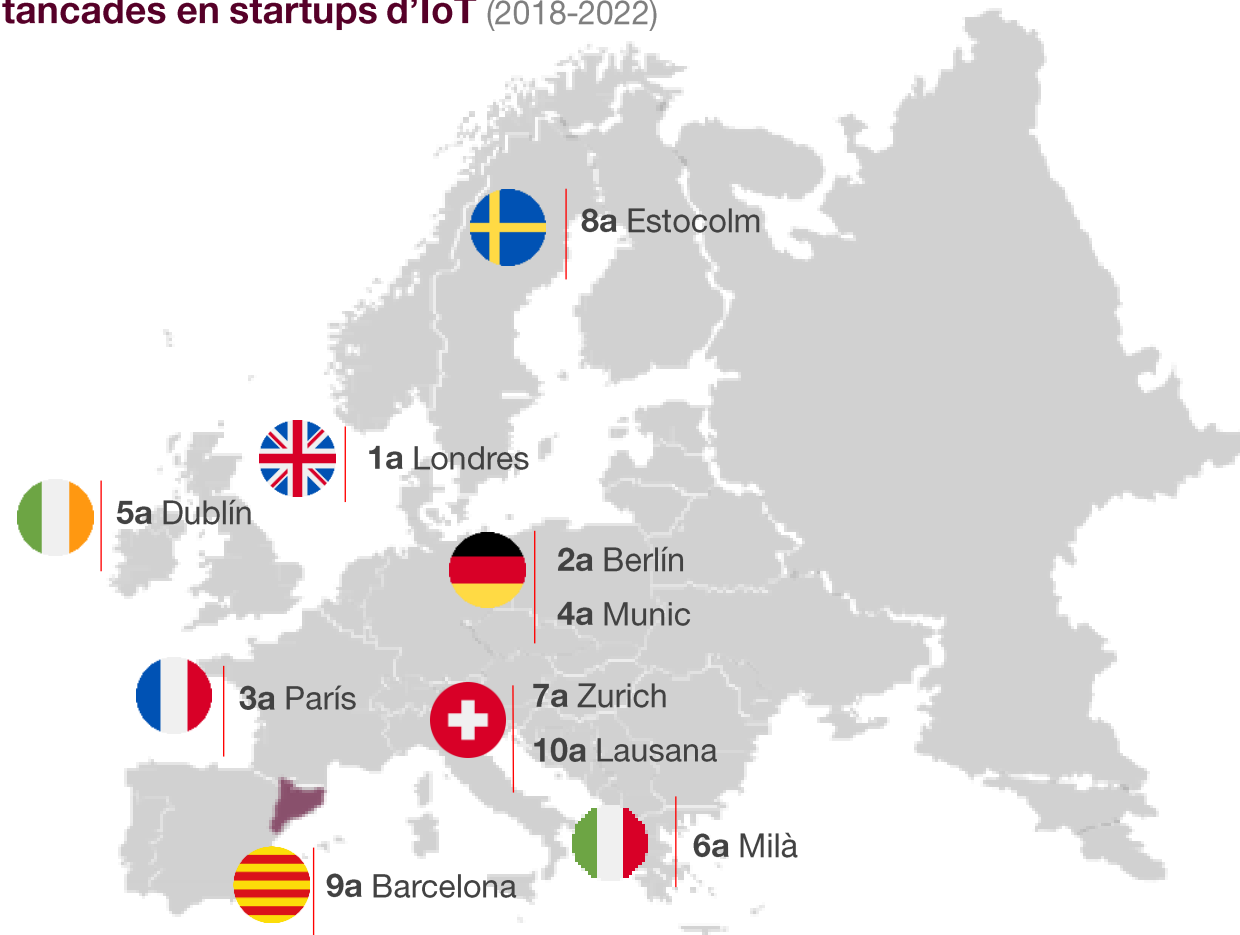 tancades en startups d’IoT (2018-2022)
8a Estocolm
1a Londres
5a Dublín
2a Berlín
4a Munic
3a París
7a Zurich
10a Lausana
6a Milà
9a Barcelona